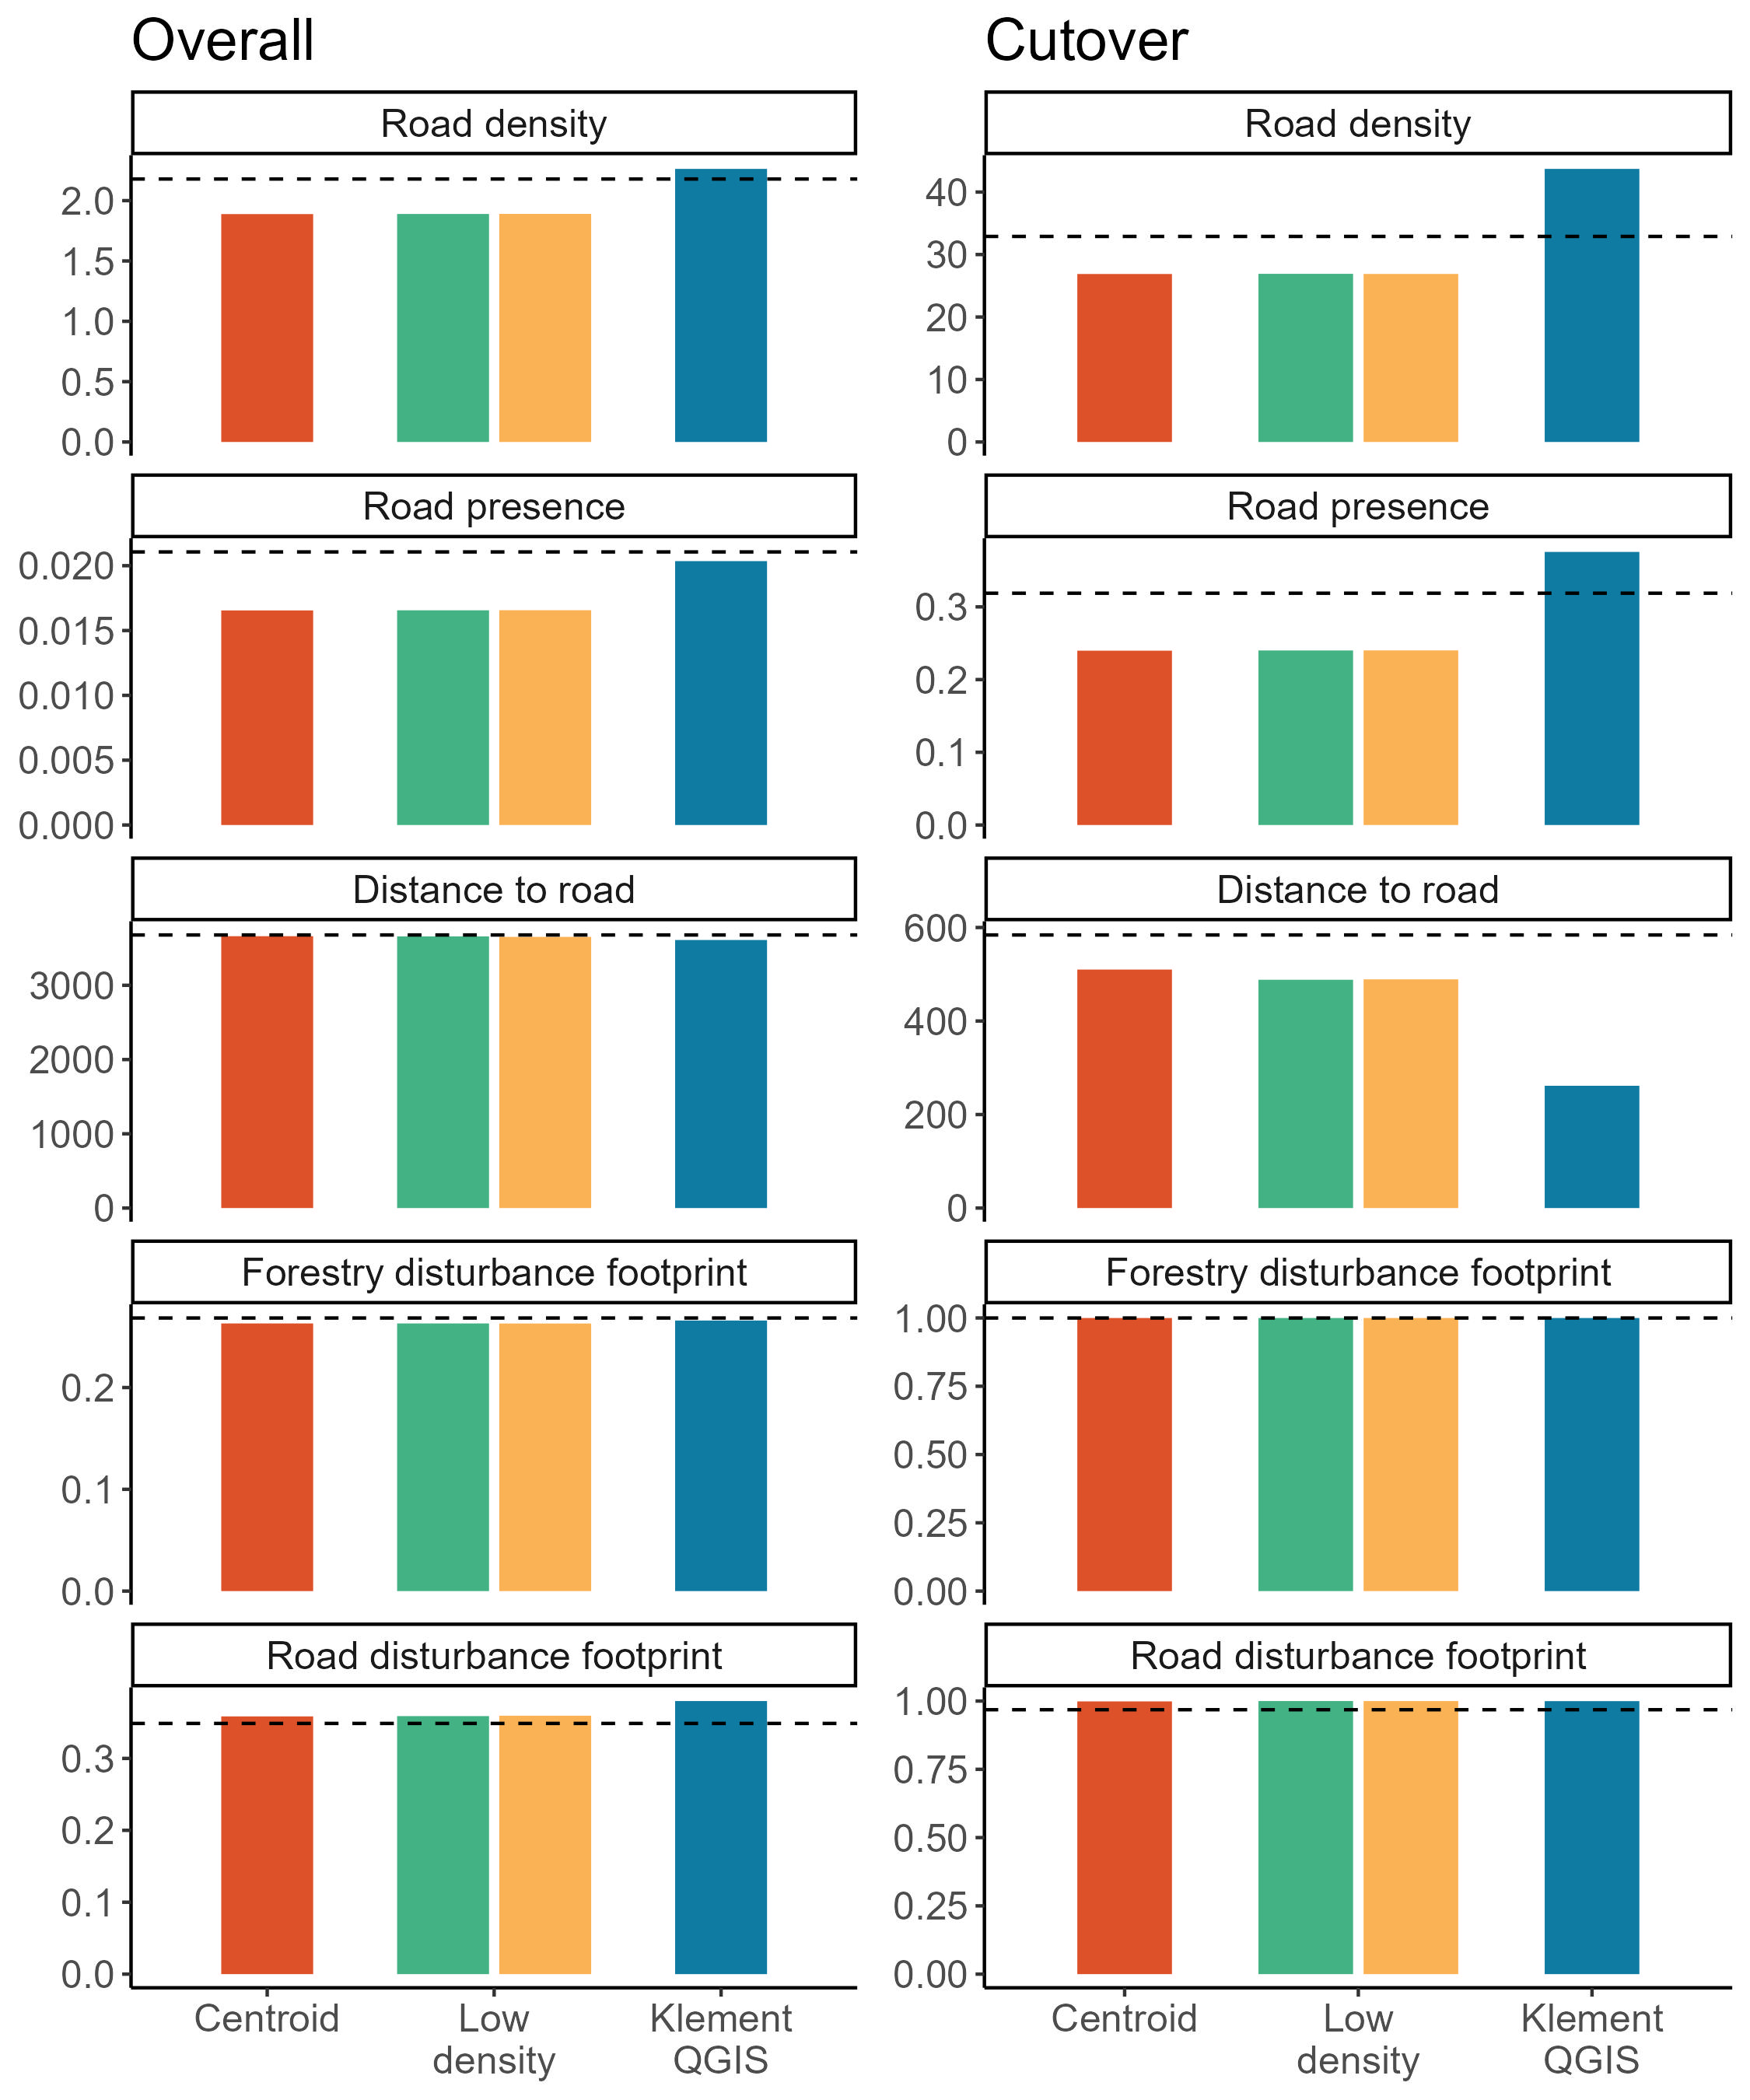 Overall
Cutover
Road density
Road density
2.0
1.5
1.0
0.5
0.0
40
30
20
10
0
Road presence
Road presence
0.020
0.015
0.010
0.005
0.000
0.3
0.2
0.1
0.0
Distance to road
Distance to road
3000
2000
1000
0
600
400
200
0
Forestry disturbance footprint
Forestry disturbance footprint
0.2
0.1
0.0
1.00
0.75
0.50
0.25
0.00
Road disturbance footprint
Road disturbance footprint
0.3
0.2
0.1
0.0
1.00
0.75
0.50
0.25
0.00
Centroid
Low
density
Klement
QGIS
Centroid
Low
density
Klement
QGIS